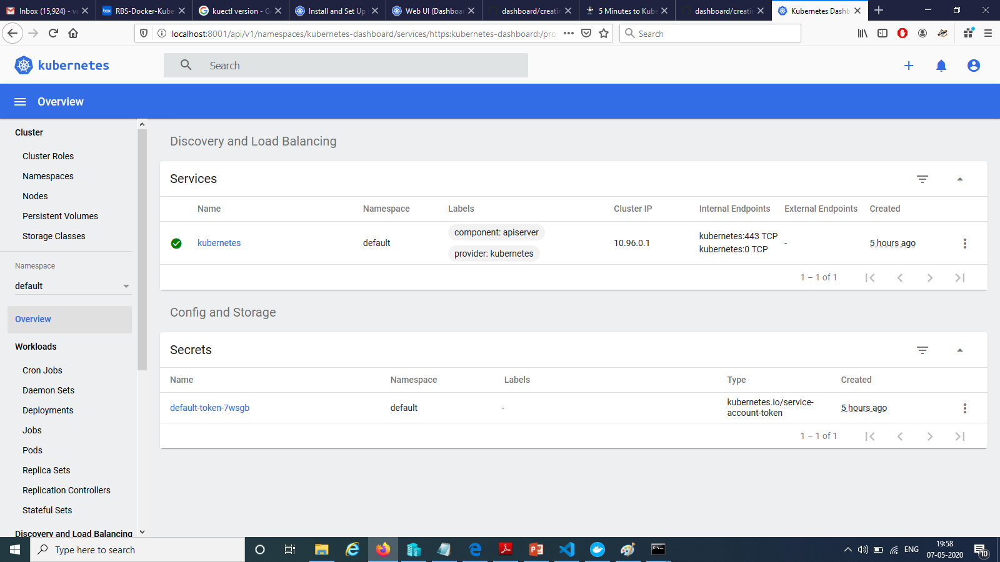 Inbox (15,924) - va
RBS-Docker-Kube
kuectl version - G
Install and Set Up
Web UI (Dashboa
dashboard/creatin
5 Minutes to Kube
dashboard/creatin
Kubernetes Dashb
localhost:8001/api/v1/namespaces/kubernetes-dashboard/services/https:kubernetes-dashboard:/pro
Search
kubernetes
Search
Overview
Cluster
Cluster Roles
Namespaces
Nodes
Persistent Volumes
Storage Classes
Namespace
default
Overview
Workloads
Cron Jobs
Daemon Sets
Deployments
Jobs
Pods
Replica Sets
Replication Controllers
Stateful Sets
Discovery and Load Balancing
Discovery and Load Balancing
Services
Name Namespace Labels Cluster IP Internal Endpoints External Endpoints Created
kubernetes default component: apiserver 10.96.0.1 kubernetes:443 TCP - 5 hours ago
provider: kubernetes kubernetes:0 TCP
1 – 1 of 1
Config and Storage
Secrets
Name Namespace Labels Type Created
default-token-7wsgb default - kubernetes.io/service- 5 hours ago
account-token
1 – 1 of 1
Type here to search
ENG
19:58
07-05-2020
10